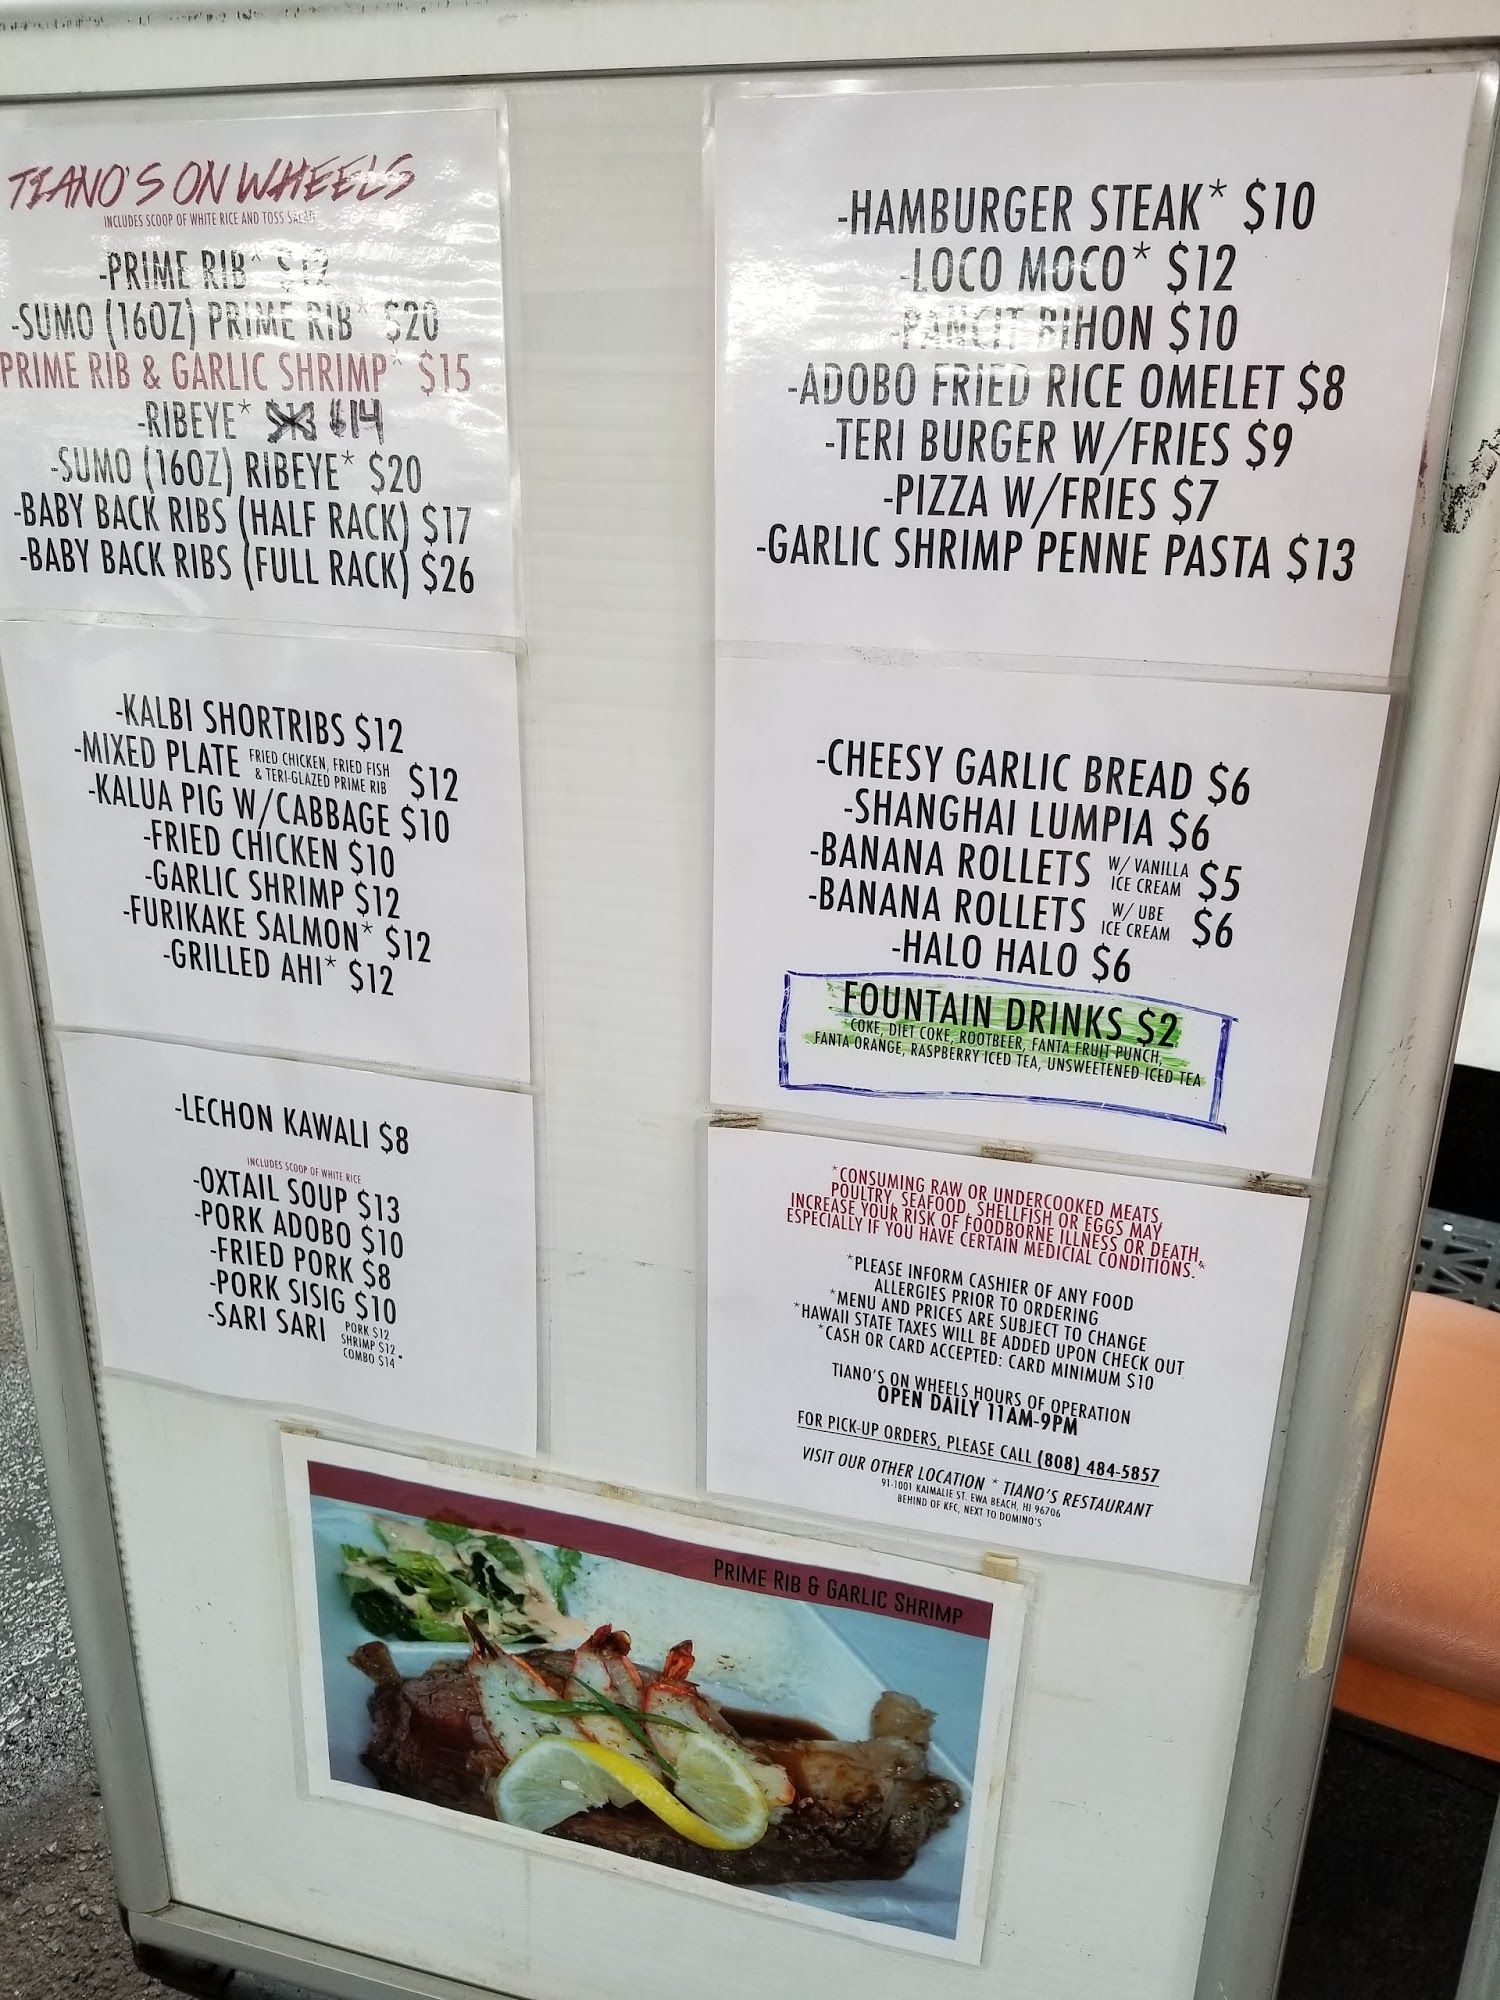 TIANO'S ON WHEELS
INCLUDES SCOOP OF WHITE RICE AND TOSS SALAD
-PRIME RIB* $12
-SUMO (16OZ) PRIME RIB* $20
PRIME RIB & GARLIC SHRIMP* $15
-RIBEYE* $13 $14
-SUMO (16OZ) RIBEYE* $20
-BABY BACK RIBS (HALF RACK) $17
-BABY BACK RIBS (FULL RACK) $26
-KALBI SHORTRIBS $12
-MIXED PLATE FRIED CHICKEN, FRIED FISH & TERI-GLAZED PRIME RIB $12
-KALUA PIG W/CABBAGE $10
-FRIED CHICKEN $10
-GARLIC SHRIMP $12
-FURIKAKE SALMON* $12
-GRILLED AHI* $12
-LECHON KAWALI $8
INCLUDES SCOOP OF WHITE RICE
-OXTAIL SOUP $13
-PORK ADOBO $10
-FRIED PORK $8
-PORK SISIG $10
-SARI SARI PORK $12
SHRIMP $12
COMBO $14
-HAMBURGER STEAK* $10
-LOCO MOCO* $12
-PANCIT BIHON $10
-ADOBO FRIED RICE OMELET $8
-TERI BURGER W/FRIES $9
-PIZZA W/FRIES $7
-GARLIC SHRIMP PENNE PASTA $13
-CHEESY GARLIC BREAD $6
-SHANGHAI LUMPIA $6
-BANANA ROLLETS W/ VANILLA ICE CREAM $5
-BANANA ROLLETS W/ UBE ICE CREAM $6
-HALO HALO $6
FOUNTAIN DRINKS $2
COKE, DIET COKE, ROOTBEER, FANTA FRUIT PUNCH,
FANTA ORANGE, RASPBERRY ICED TEA, UNSWEETENED ICED TEA
*CONSUMING RAW OR UNDERCOOKED MEATS,
POULTRY, SEAFOOD, SHELLFISH OR EGGS MAY
INCREASE YOUR RISK OF FOODBORNE ILLNESS OR DEATH,
ESPECIALLY IF YOU HAVE CERTAIN MEDICIAL CONDITIONS.*
*PLEASE INFORM CASHIER OF ANY FOOD
ALLERGIES PRIOR TO ORDERING
*MENU AND PRICES ARE SUBJECT TO CHANGE
*HAWAII STATE TAXES WILL BE ADDED UPON CHECK OUT
*CASH OR CARD ACCEPTED: CARD MINIMUM $10
TIANO'S ON WHEELS HOURS OF OPERATION
OPEN DAILY 11AM-9PM
FOR PICK-UP ORDERS, PLEASE CALL (808) 484-5857
VISIT OUR OTHER LOCATION * TIANO'S RESTAURANT
91-1001 KAIMALIE ST. EWA BEACH, HI 96706
BEHIND OF KFC, NEXT TO DOMINO'S
PRIME RIB & GARLIC SHRIMP